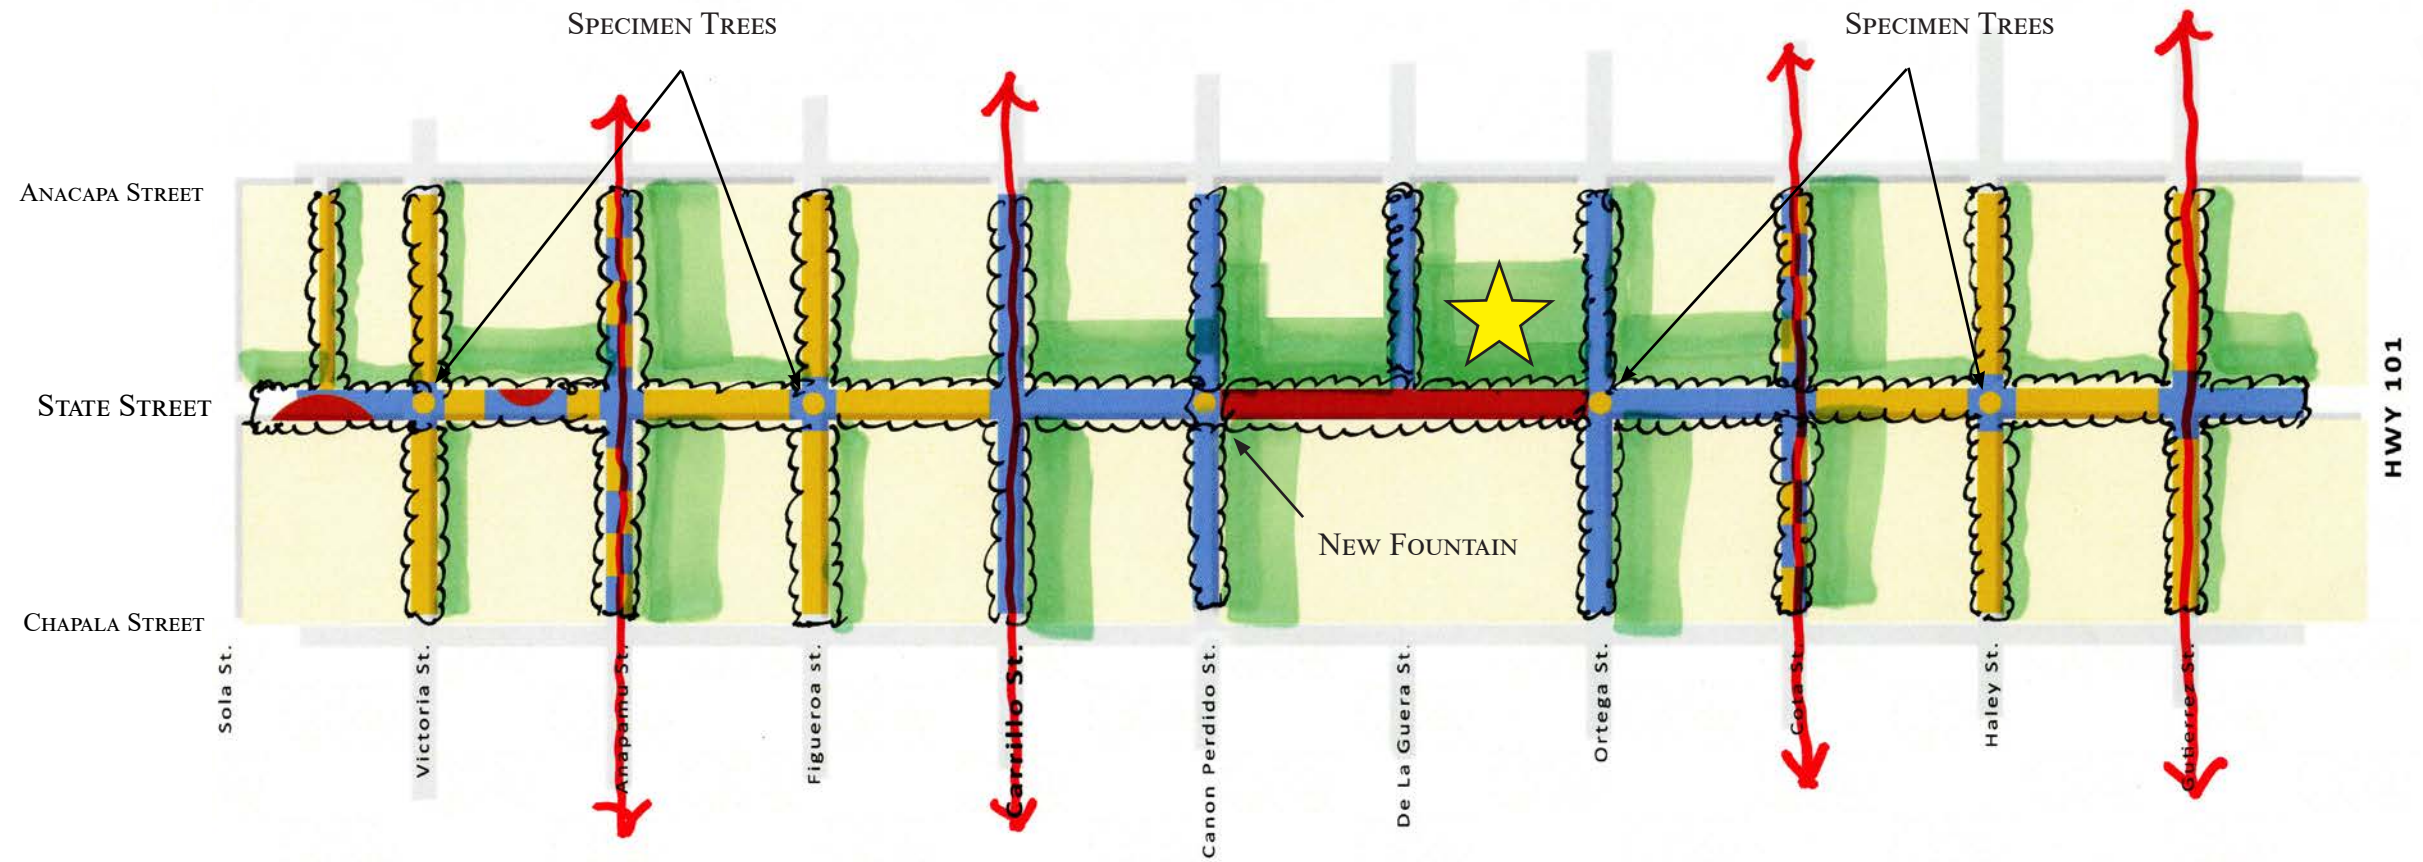 Specimen Trees
Specimen Trees
Anacapa Street
State Street
HWY 101
New Fountain
Chapala Street
Sola St.
Victoria St.
Anapamu St.
Figueroa st.
Carrillo St.
Canon Perdido St.
De La Guera St.
Ortega St.
Cota St.
Haley St.
Gutierrez St.